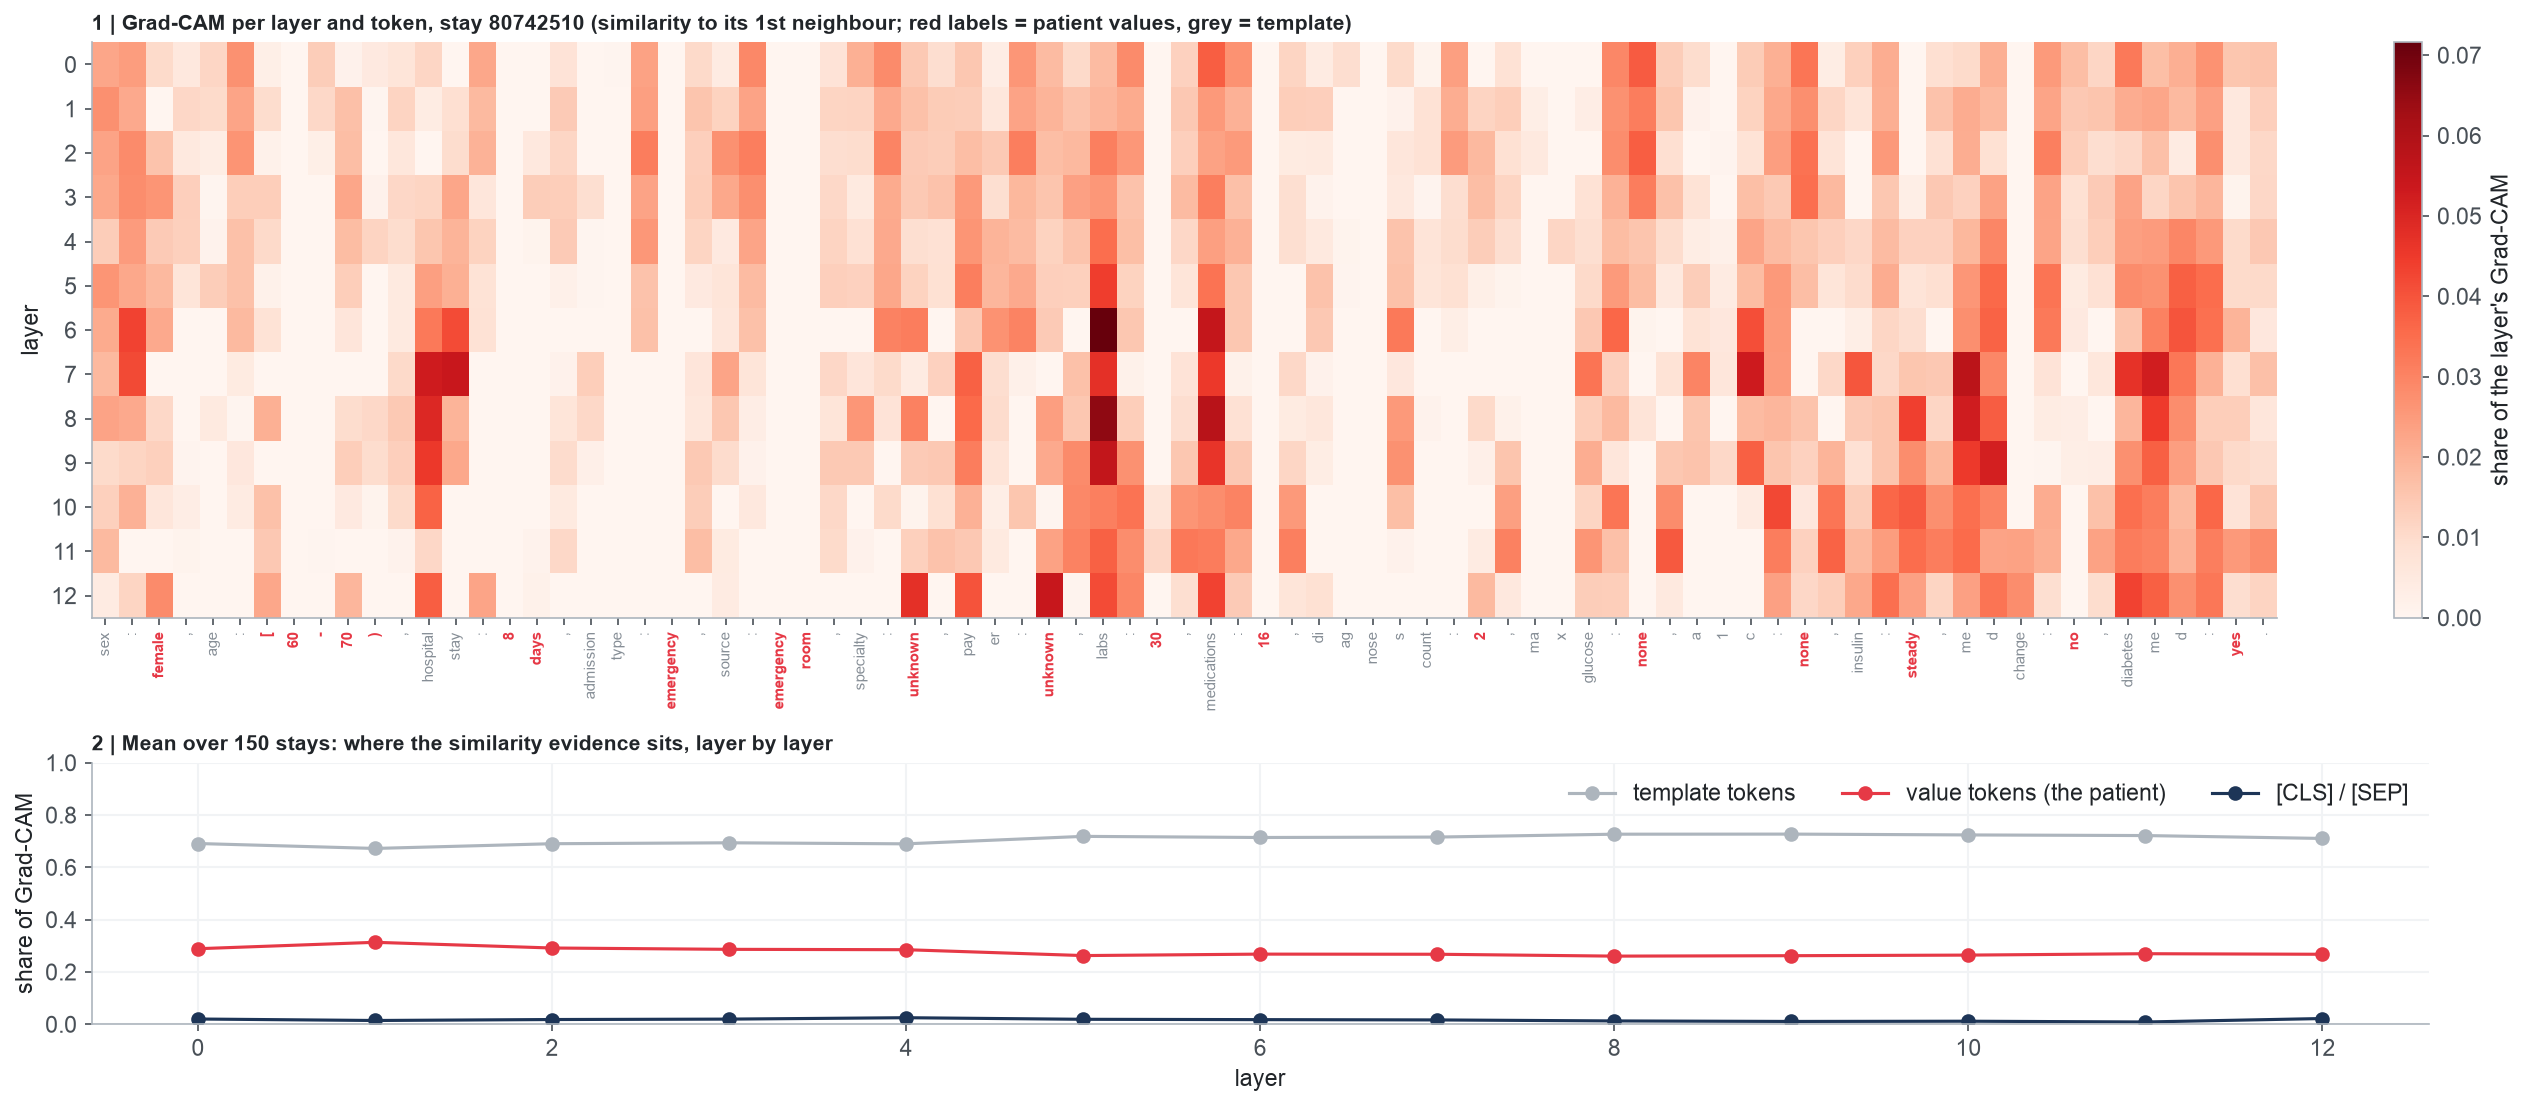 1 | Grad-CAM per layer and token, stay 80742510 (similarity to its 1st neighbour; red labels = patient values, grey = template)
layer
0
1
2
3
4
5
6
7
8
9
10
11
12
sex : female , age : [ 60 - 70 ) , hospital stay : 8 days , admission type : emergency , source : emergency room , specialty : unknown , pay er : unknown , labs : 30 , medications : 16 , di ag nose s count : 2 , ma x glucose : none , a 1 c : none , insulin : steady , me d change : no , diabetes me d : yes .
0.07
0.06
0.05
0.04
0.03
0.02
0.01
0.00
share of the layer's Grad-CAM
2 | Mean over 150 stays: where the similarity evidence sits, layer by layer
share of Grad-CAM
1.0
0.8
0.6
0.4
0.2
0.0
template tokens
value tokens (the patient)
[CLS] / [SEP]
0 2 4 6 8 10 12
layer